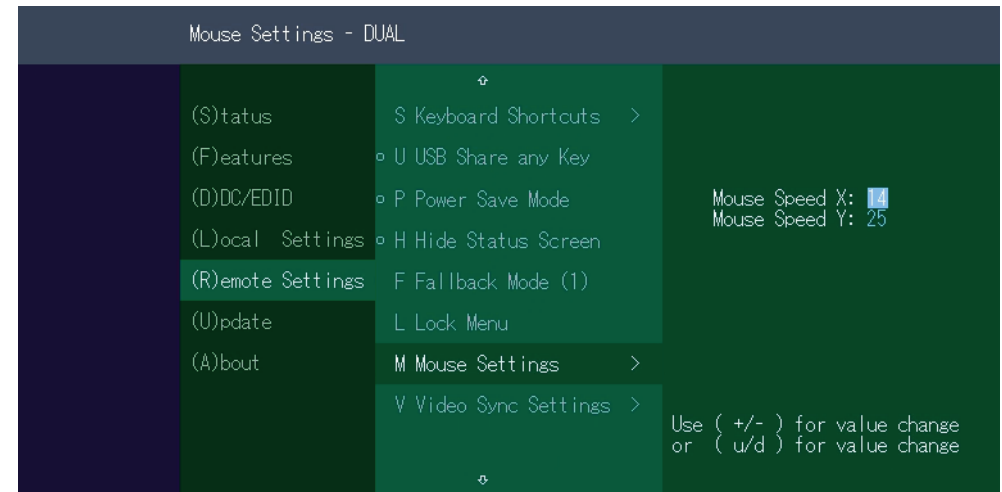 Mouse Settings - DUAL
(S)tatus
(F)eatures
(D)DC/EDID
(L)ocal Settings
(R)emote Settings
(U)pdate
(A)bout
S Keyboard Shortcuts >
U USB Share any Key
P Power Save Mode
H Hide Status Screen
F Fallback Mode (1)
L Lock Menu
M Mouse Settings >
V Video Sync Settings >
Mouse Speed X: 14
Mouse Speed Y: 25
Use ( +/- ) for value change
or ( u/d ) for value change